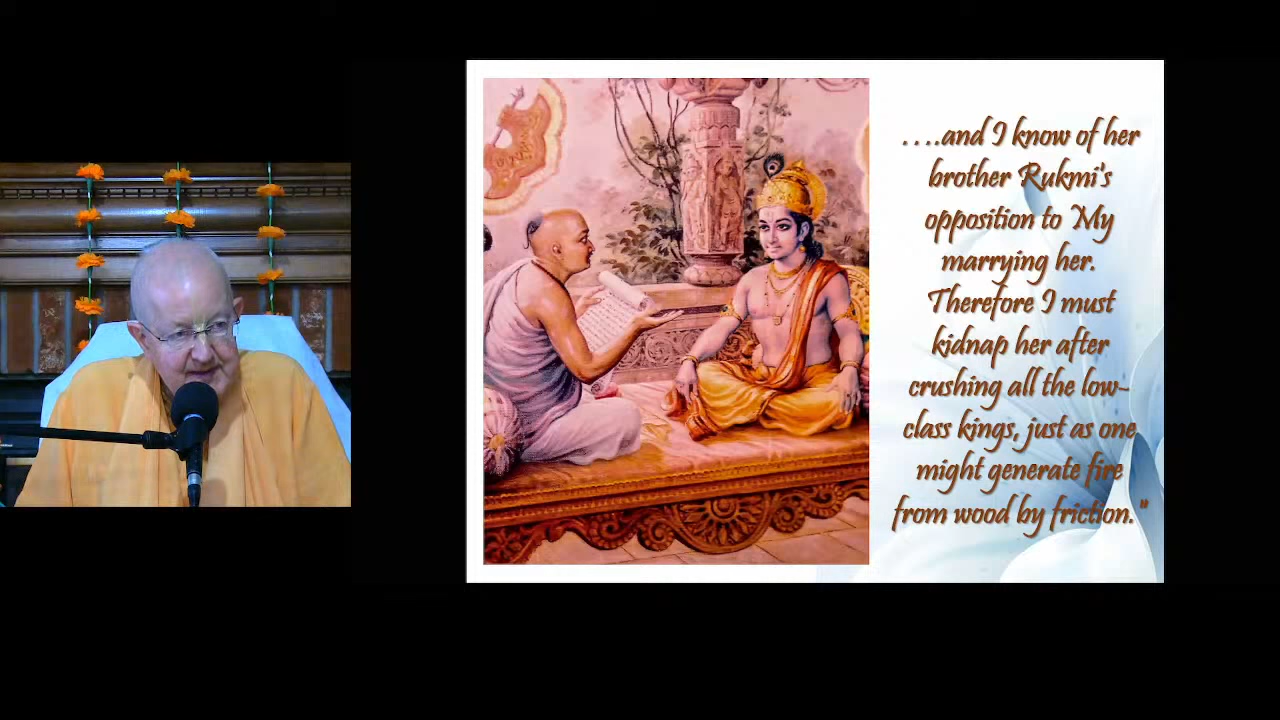 ....and I know of her
brother Rukmi's
opposition to My
marrying her.
Therefore I must
kidnap her after
crushing all the low-
class kings, just as one
might generate fire
from wood by friction."